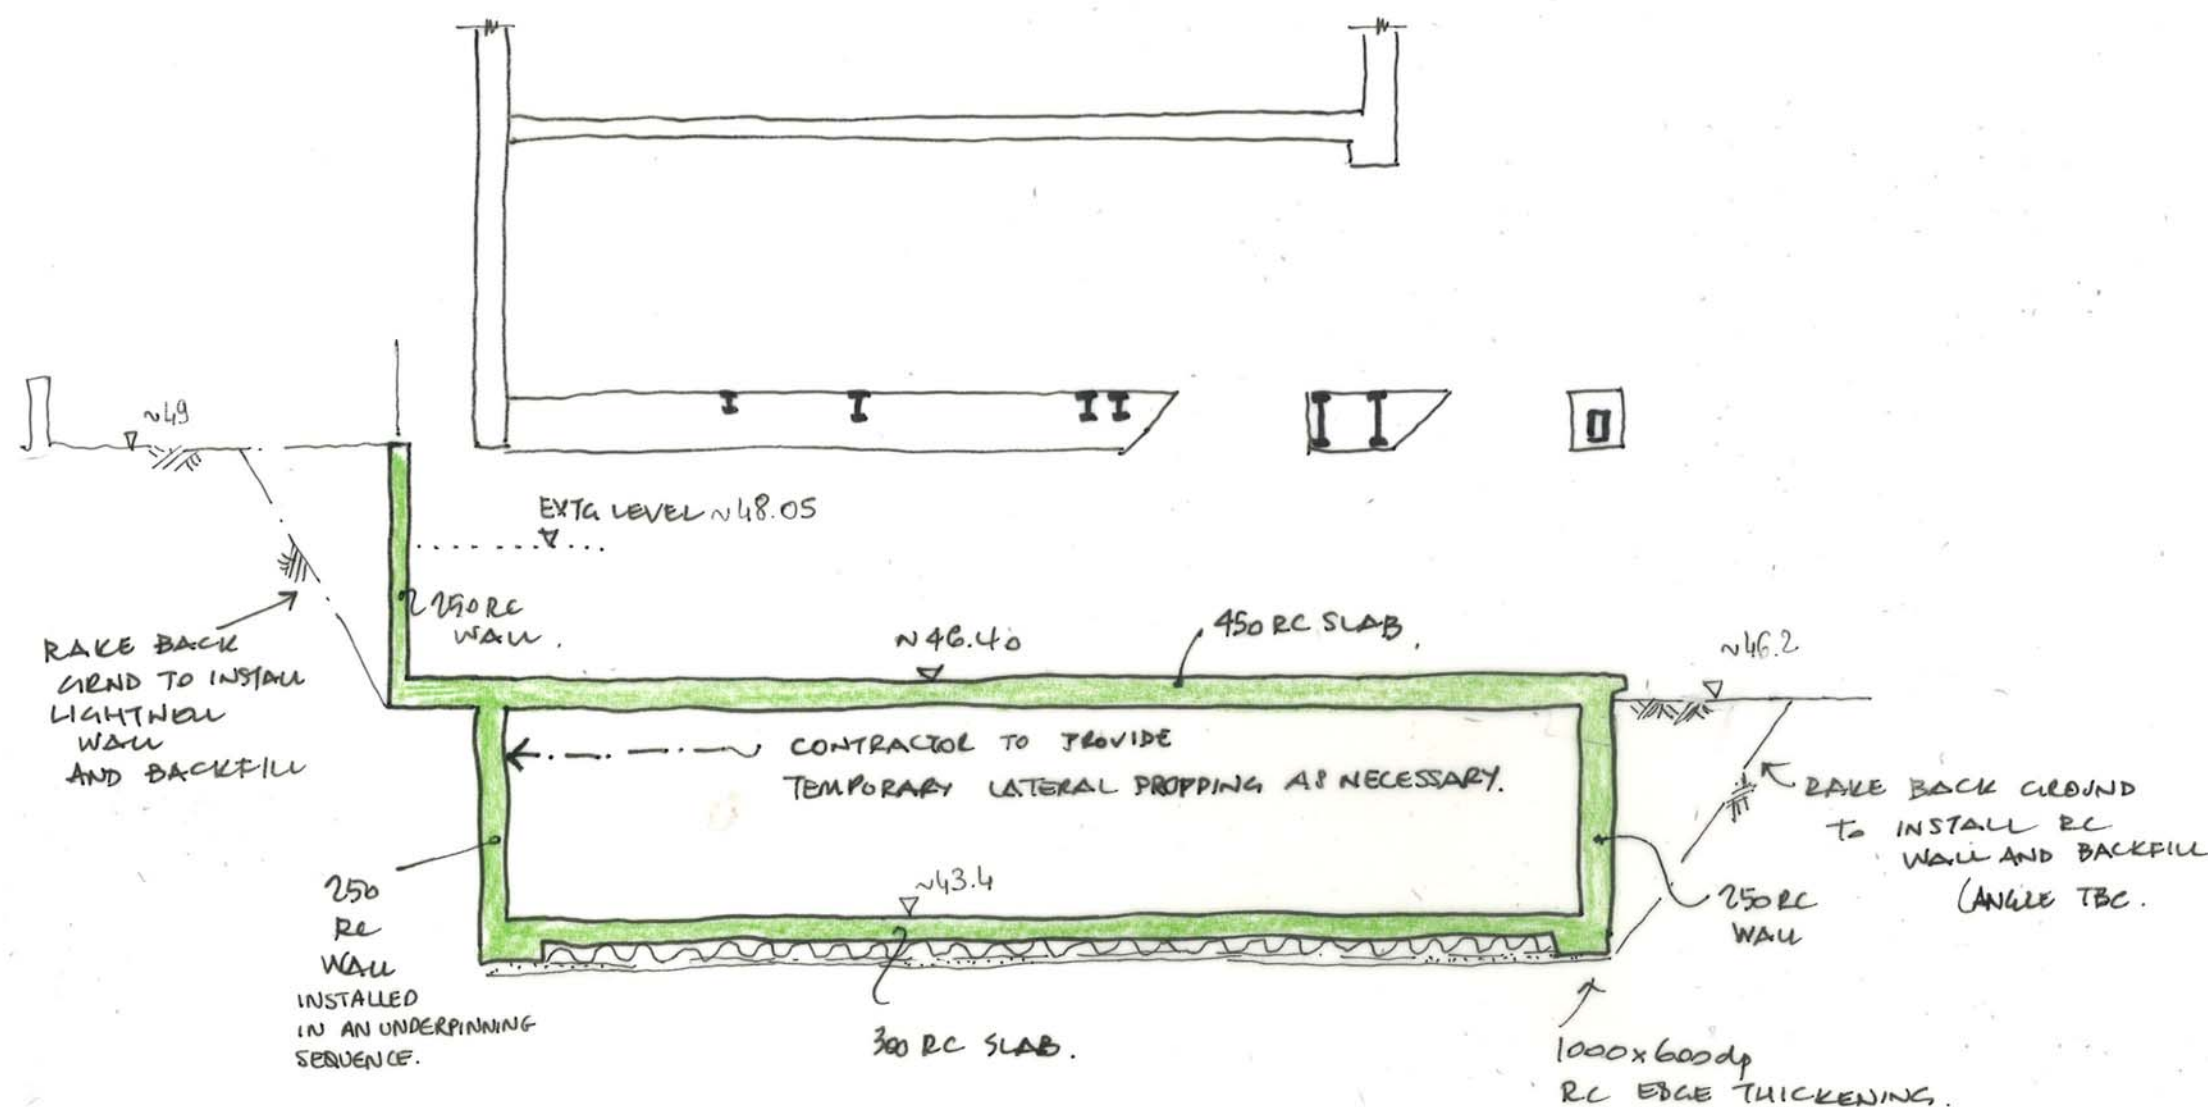 ~49
EXTG LEVEL ~48.05
250 RC
WALL.
RAKE BACK
GRND TO INSTALL
LIGHTWELL
WALL
AND BACKFILL
~46.40
450 RC SLAB.
~46.2
CONTRACTOR TO PROVIDE
TEMPORARY LATERAL PROPPING AS NECESSARY.
RAKE BACK GROUND
TO INSTALL RC
WALL AND BACKFILL
(ANGLE TBC.
250
RC
WALL
INSTALLED
IN AN UNDERPINNING
SEQUENCE.
~43.4
250 RC
WALL
300 RC SLAB.
1000x600dp
RC EDGE THICKENING.